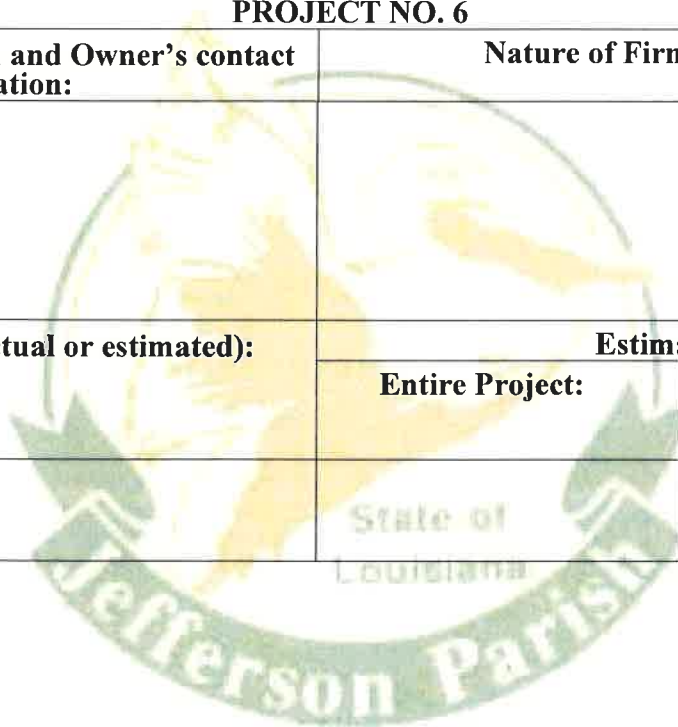 PROJECT NO. 6
and Owner's contact
ation:
Nature of Firm
tual or estimated):
Estim
Entire Project:
State of
Louisiana
Jefferson Parish